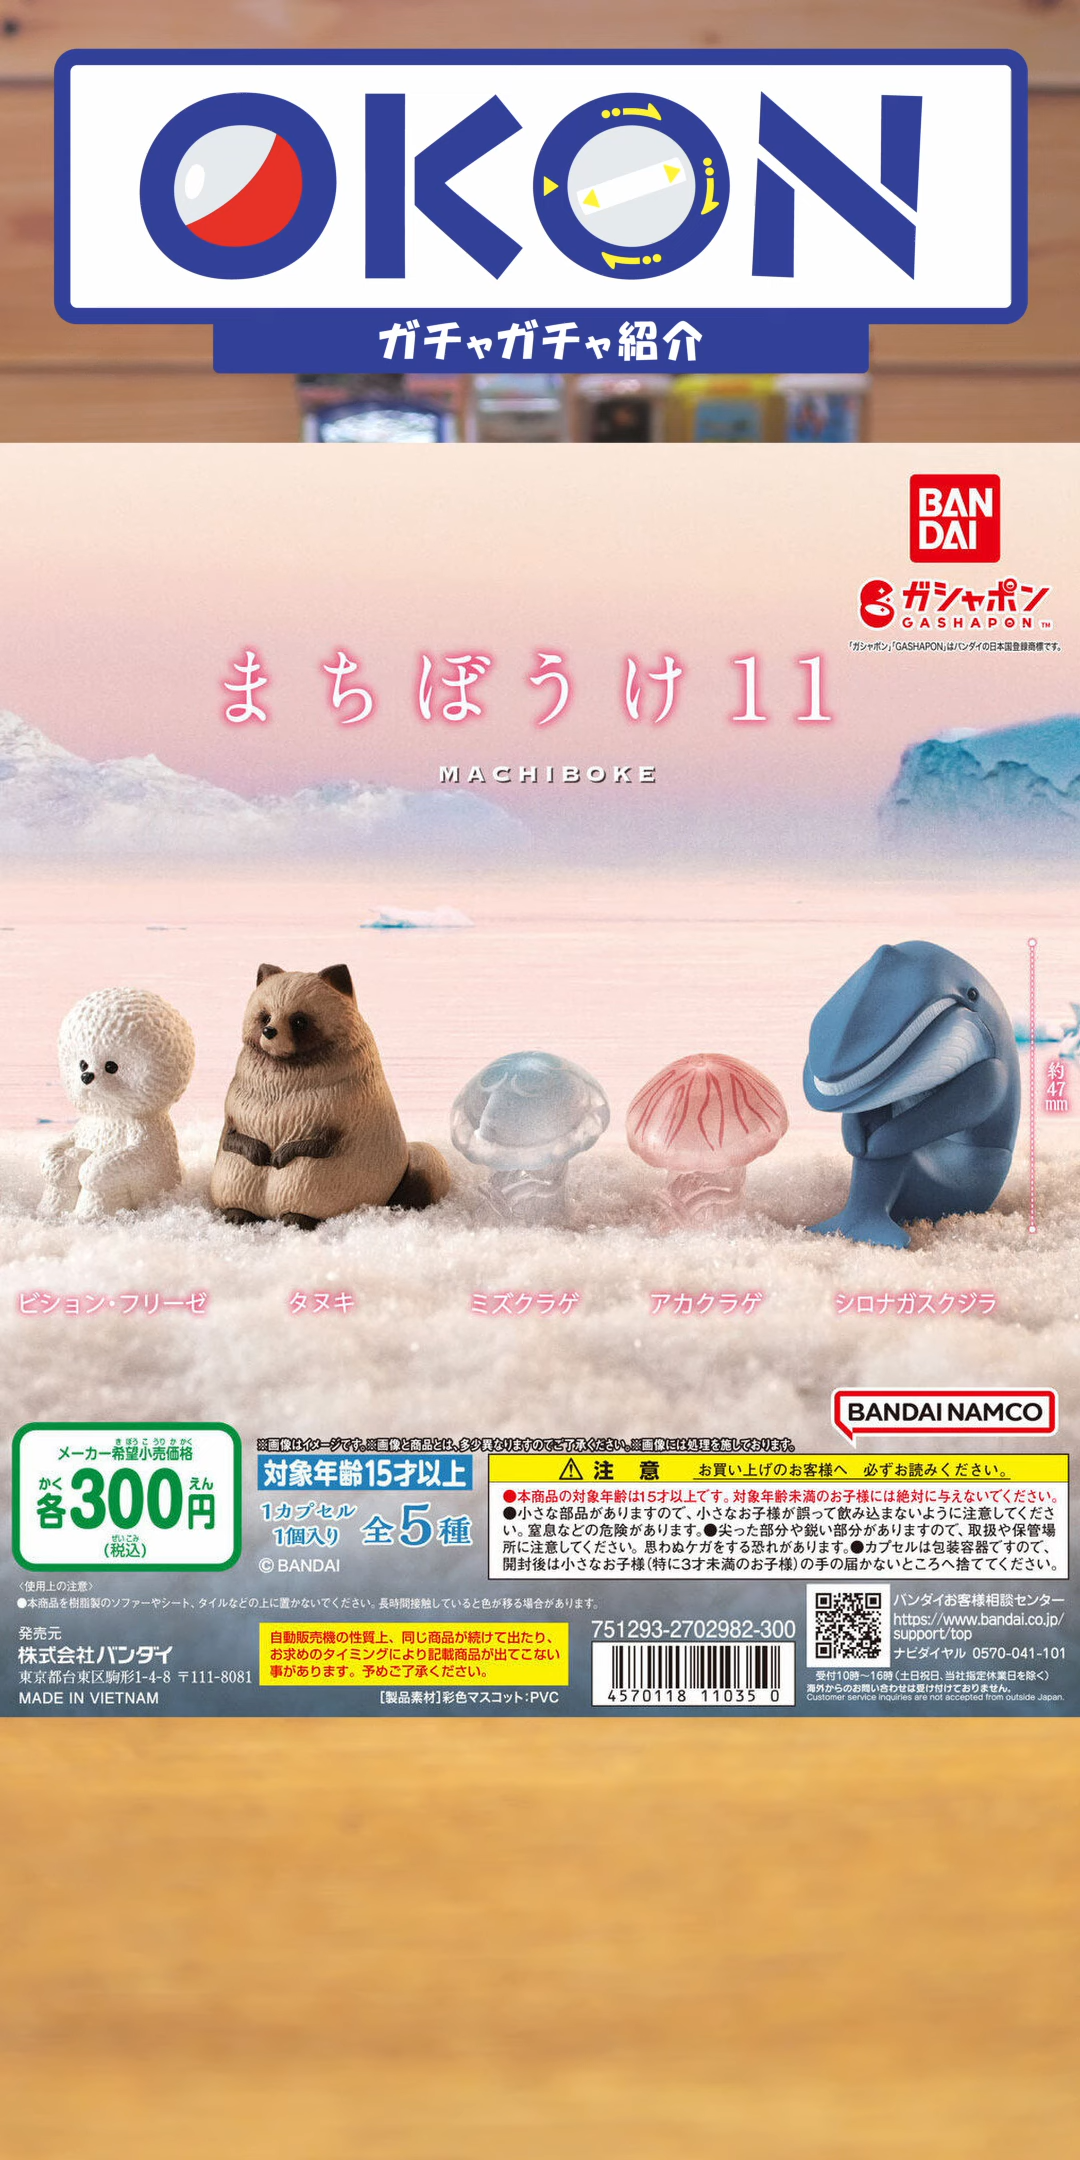 OKON
ガチャガチャ紹介
BAN
DAI
ガシャポン
GASHAPON™
「ガシャポン」「GASHAPON」はバンダイの日本国登録商標です。
まちぼうけ11
MACHIBOKE
約
47
mm
ビション・フリーゼ
タヌキ
ミズクラゲ
アカクラゲ
シロナガスクジラ
BANDAI NAMCO
き ぼう こ うり か かく
メーカー希望小売価格
かく えん
各300円
ぜいこみ
(税込)
※画像はイメージです。※画像と商品とは、多少異なりますのでご了承ください。※画像には処理を施しております。
対象年齢15才以上
1カプセル
1個入り
全5種
© BANDAI
注 意 お買い上げのお客様へ 必ずお読みください。
●本商品の対象年齢は15才以上です。対象年齢未満のお子様には絶対に与えないでください。
●小さな部品がありますので、小さなお子様が誤って飲み込まないように注意してくださ
い。窒息などの危険があります。●尖った部分や鋭い部分がありますので、取扱や保管場
所に注意してください。思わぬケガをする恐れがあります。●カプセルは包装容器ですので、
開封後は小さなお子様(特に3才未満のお子様)の手の届かないところへ捨ててください。
〈使用上の注意〉
●本商品を樹脂製のソファーやシート、タイルなどの上に置かないでください。長時間接触していると色が移る場合があります。
発売元
株式会社バンダイ
東京都台東区駒形1-4-8 〒111-8081
MADE IN VIETNAM
自動販売機の性質上、同じ商品が続けて出たり、
お求めのタイミングにより記載商品が出てこない
事があります。予めご了承ください。
[製品素材]彩色マスコット:PVC
751293-2702982-300
4570118 11035 0
バンダイお客様相談センター
https://www.bandai.co.jp/
support/top
ナビダイヤル 0570-041-101
受付10時〜16時(土日祝日、当社指定休業日を除く)
海外からのお問い合わせは受け付けておりません。
Customer service inquiries are not accepted from outside Japan.